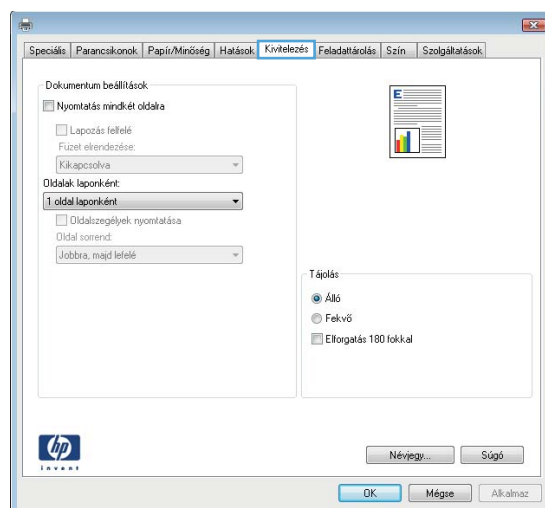 Speciális Parancsikonok Papír/Minőség Hatások Kivitelezés Feladattárolás Szín Szolgáltatások
Dokumentum beállítások
Nyomtatás mindkét oldalra
Lapozás felfelé
Füzet elrendezése:
Kikapcsolva
Oldalak laponként:
1 oldal laponként
Oldalszegélyek nyomtatása
Oldal sorrend:
Jobbra, majd lefelé
E
Tájolás
Álló
Fekvő
Elforgatás 180 fokkal
hp
invent
Névjegy... Súgó
OK Mégse Alkalmaz